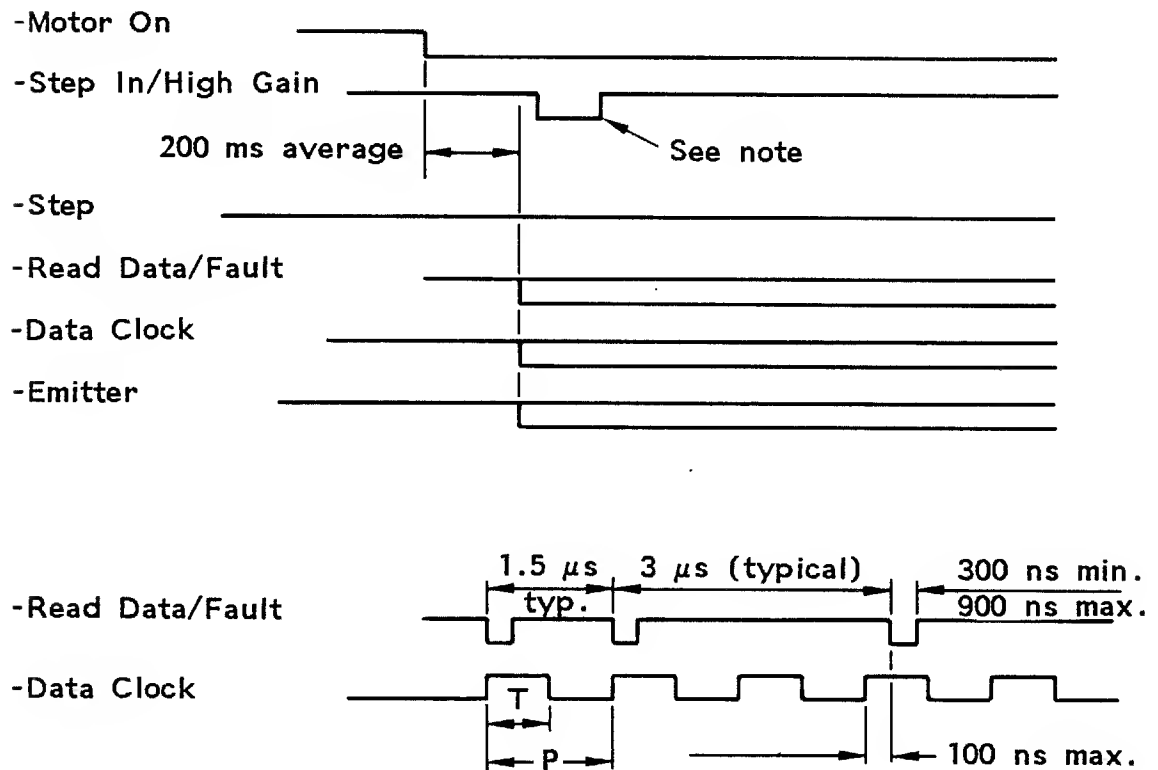 -Motor On
-Step In/High Gain
200 ms average
See note
-Step
-Read Data/Fault
-Data Clock
-Emitter
1.5 μs typ.
3 μs (typical)
300 ns min.
900 ns max.
-Read Data/Fault
-Data Clock
T
P
100 ns max.